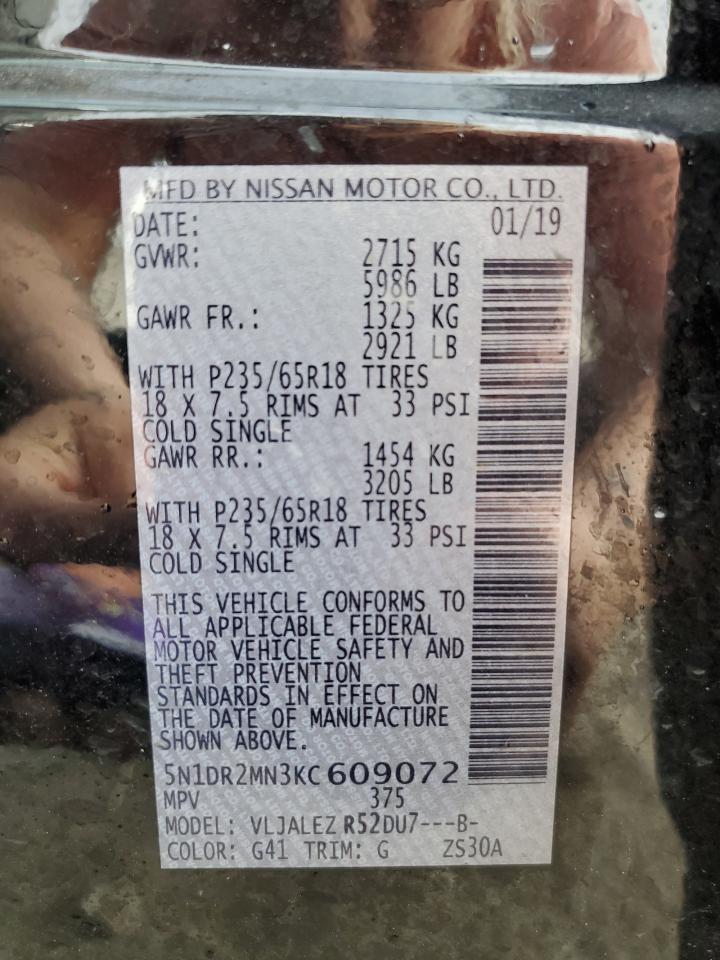 MFD BY NISSAN MOTOR CO., LTD.
DATE: 01/19
GVWR: 2715 KG
5986 LB
GAWR FR.: 1325 KG
2921 LB
WITH P235/65R18 TIRES
18 X 7.5 RIMS AT 33 PSI
COLD SINGLE
GAWR RR.: 1454 KG
3205 LB
WITH P235/65R18 TIRES
18 X 7.5 RIMS AT 33 PSI
COLD SINGLE
THIS VEHICLE CONFORMS TO
ALL APPLICABLE FEDERAL
MOTOR VEHICLE SAFETY AND
THEFT PREVENTION
STANDARDS IN EFFECT ON
THE DATE OF MANUFACTURE
SHOWN ABOVE.
5N1DR2MN3KC609072
MPV 375
MODEL: VLJALEZ R52DU7---B-
COLOR: G41 TRIM: G ZS30A